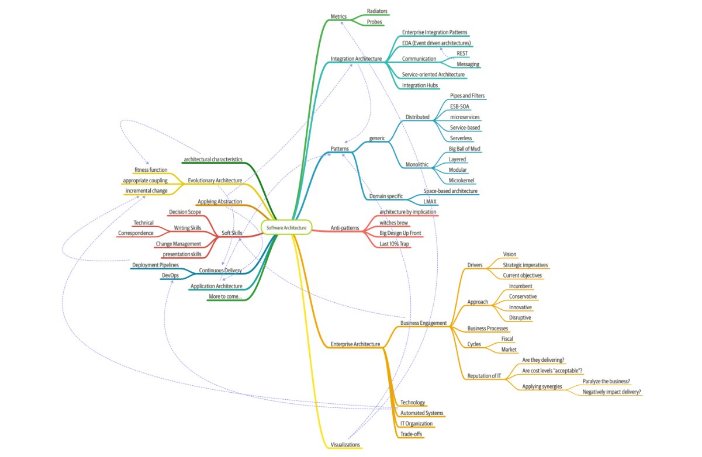 Software Architecture
Metrics
Radiators
Probes
Integration Architecture
Enterprise Integration Patterns
EDA (Event driven architectures)
Communication
REST
Messaging
Service-oriented Architecture
Integration Hubs
Patterns
generic
Distributed
Pipes and Filters
ESB-SOA
microservices
Service-based
Serverless
Monolithic
Big Ball of Mud
Layered
Modular
Microkernel
Domain specific
Space-based architecture
LMAX
Anti-patterns
architecture by implication
witches brew
Big Design Up Front
Last 10% Trap
Enterprise Architecture
Business Engagement
Drivers
Vision
Strategic Imperatives
Current objectives
Approach
Incumbent
Conservative
Innovative
Disruptive
Business Processes
Cycles
Fiscal
Market
Reputation of IT
Are they delivering?
Are cost levels "acceptable"?
Applying synergies
Paralyze the business?
Negatively impact delivery?
Technology
Automated Systems
IT Organization
Trade-offs
Visualizations
architectural characteristics
Evolutionary Architecture
fitness function
appropriate coupling
incremental change
Applying Abstraction
Soft Skills
Decision Scope
Writing Skills
Technical
Correspondence
Change Management
presentation skills
Continuous Delivery
Deployment Pipelines
DevOps
Application Architecture
More to come...